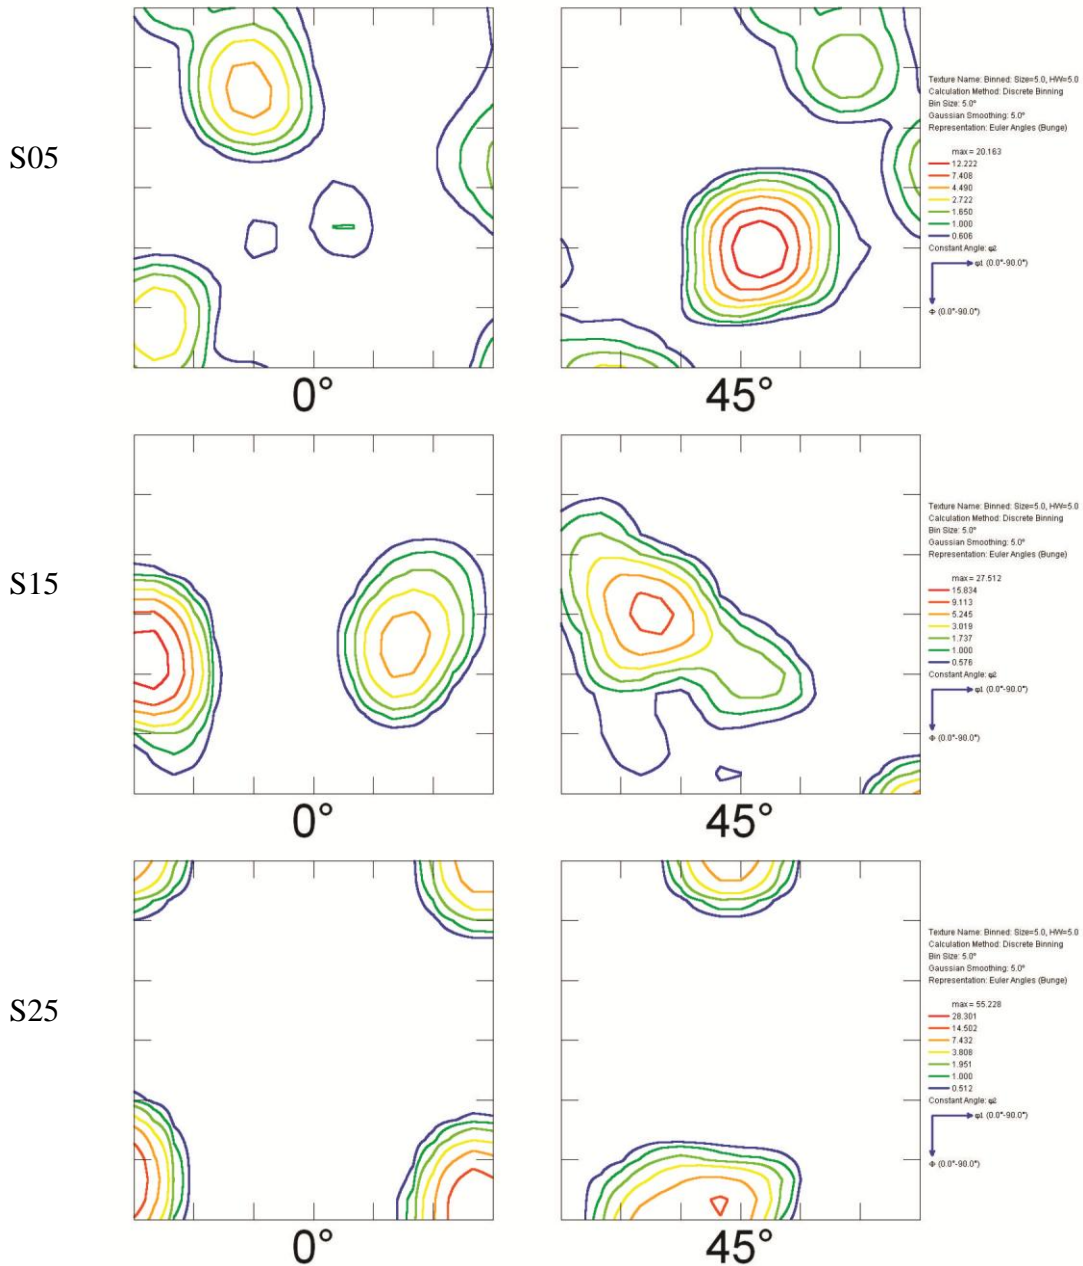 S05
Texture Name: Binned: Size=5.0, HW=5.0
Calculation Method: Discrete Binning
Bin Size: 5.0°
Gaussian Smoothing: 5.0°
Representation: Euler Angles (Bunge)
max = 20.163
12.222
7.408
4.490
2.722
1.650
1.000
0.606
Constant Angle: φ2
φ1 (0.0°-90.0°)
Φ (0.0°-90.0°)
0°
45°
S15
Texture Name: Binned: Size=5.0, HW=5.0
Calculation Method: Discrete Binning
Bin Size: 5.0°
Gaussian Smoothing: 5.0°
Representation: Euler Angles (Bunge)
max = 27.512
15.834
9.113
5.245
3.019
1.737
1.000
0.576
Constant Angle: φ2
φ1 (0.0°-90.0°)
Φ (0.0°-90.0°)
0°
45°
S25
Texture Name: Binned: Size=5.0, HW=5.0
Calculation Method: Discrete Binning
Bin Size: 5.0°
Gaussian Smoothing: 5.0°
Representation: Euler Angles (Bunge)
max = 55.228
28.301
14.502
7.432
3.808
1.951
1.000
0.512
Constant Angle: φ2
φ1 (0.0°-90.0°)
Φ (0.0°-90.0°)
0°
45°